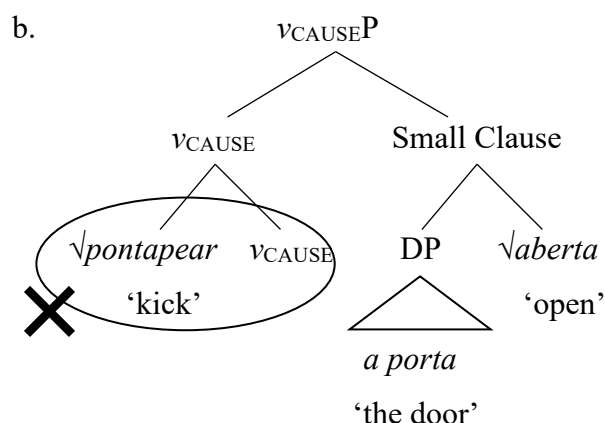 b.
vCAUSEP
vCAUSE Small Clause
√pontapear vCAUSE DP √aberta
‘kick’ ‘open’
a porta
‘the door’